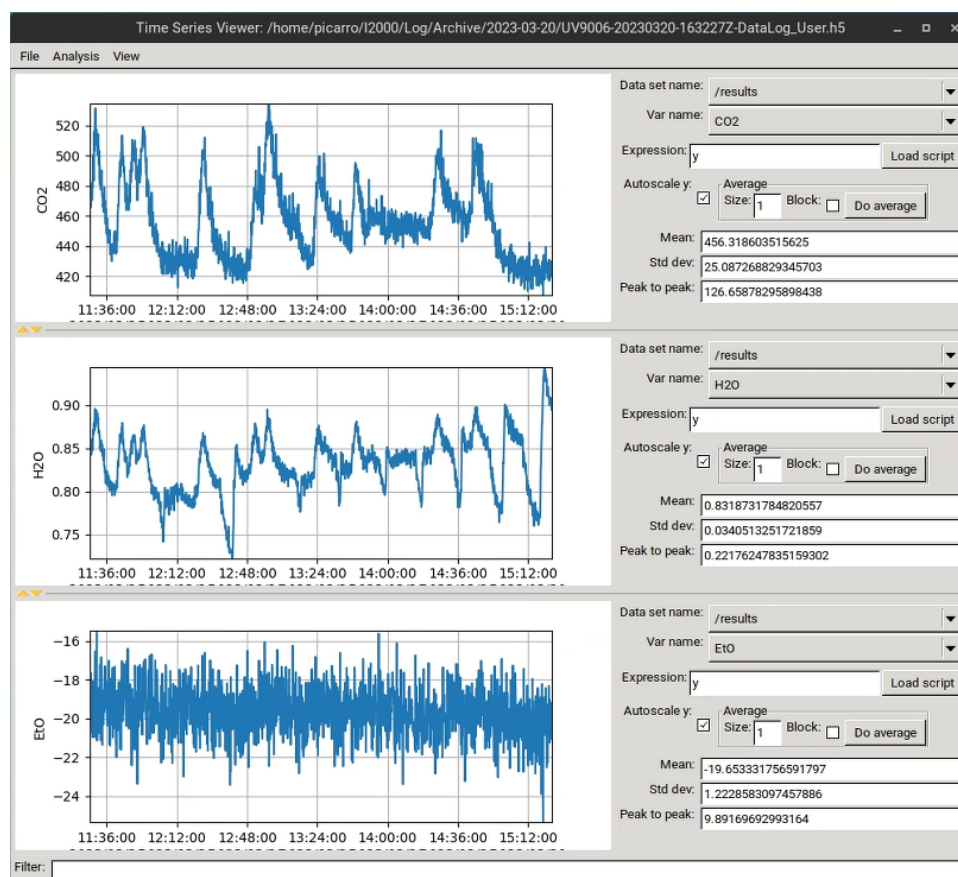 Time Series Viewer: /home/picarro/I2000/Log/Archive/2023-03-20/UV9006-20230320-163227Z-DataLog_User.h5
File Analysis View
CO2
520
500
480
460
440
420
11:36:00 12:12:00 12:48:00 13:24:00 14:00:00 14:36:00 15:12:00
Data set name: /results
Var name: CO2
Expression: y Load script
Autoscale y: Average
Size: 1 Block: Do average
Mean: 456.318603515625
Std dev: 25.087268829345703
Peak to peak: 126.65878295898438
H2O
0.90
0.85
0.80
0.75
11:36:00 12:12:00 12:48:00 13:24:00 14:00:00 14:36:00 15:12:00
Data set name: /results
Var name: H2O
Expression: y Load script
Autoscale y: Average
Size: 1 Block: Do average
Mean: 0.8318731784820557
Std dev: 0.0340513251721859
Peak to peak: 0.22176247835159302
EtO
−16
−18
−20
−22
−24
11:36:00 12:12:00 12:48:00 13:24:00 14:00:00 14:36:00 15:12:00
Data set name: /results
Var name: EtO
Expression: y Load script
Autoscale y: Average
Size: 1 Block: Do average
Mean: -19.653331756591797
Std dev: 1.2228583097457886
Peak to peak: 9.89169692993164
Filter: